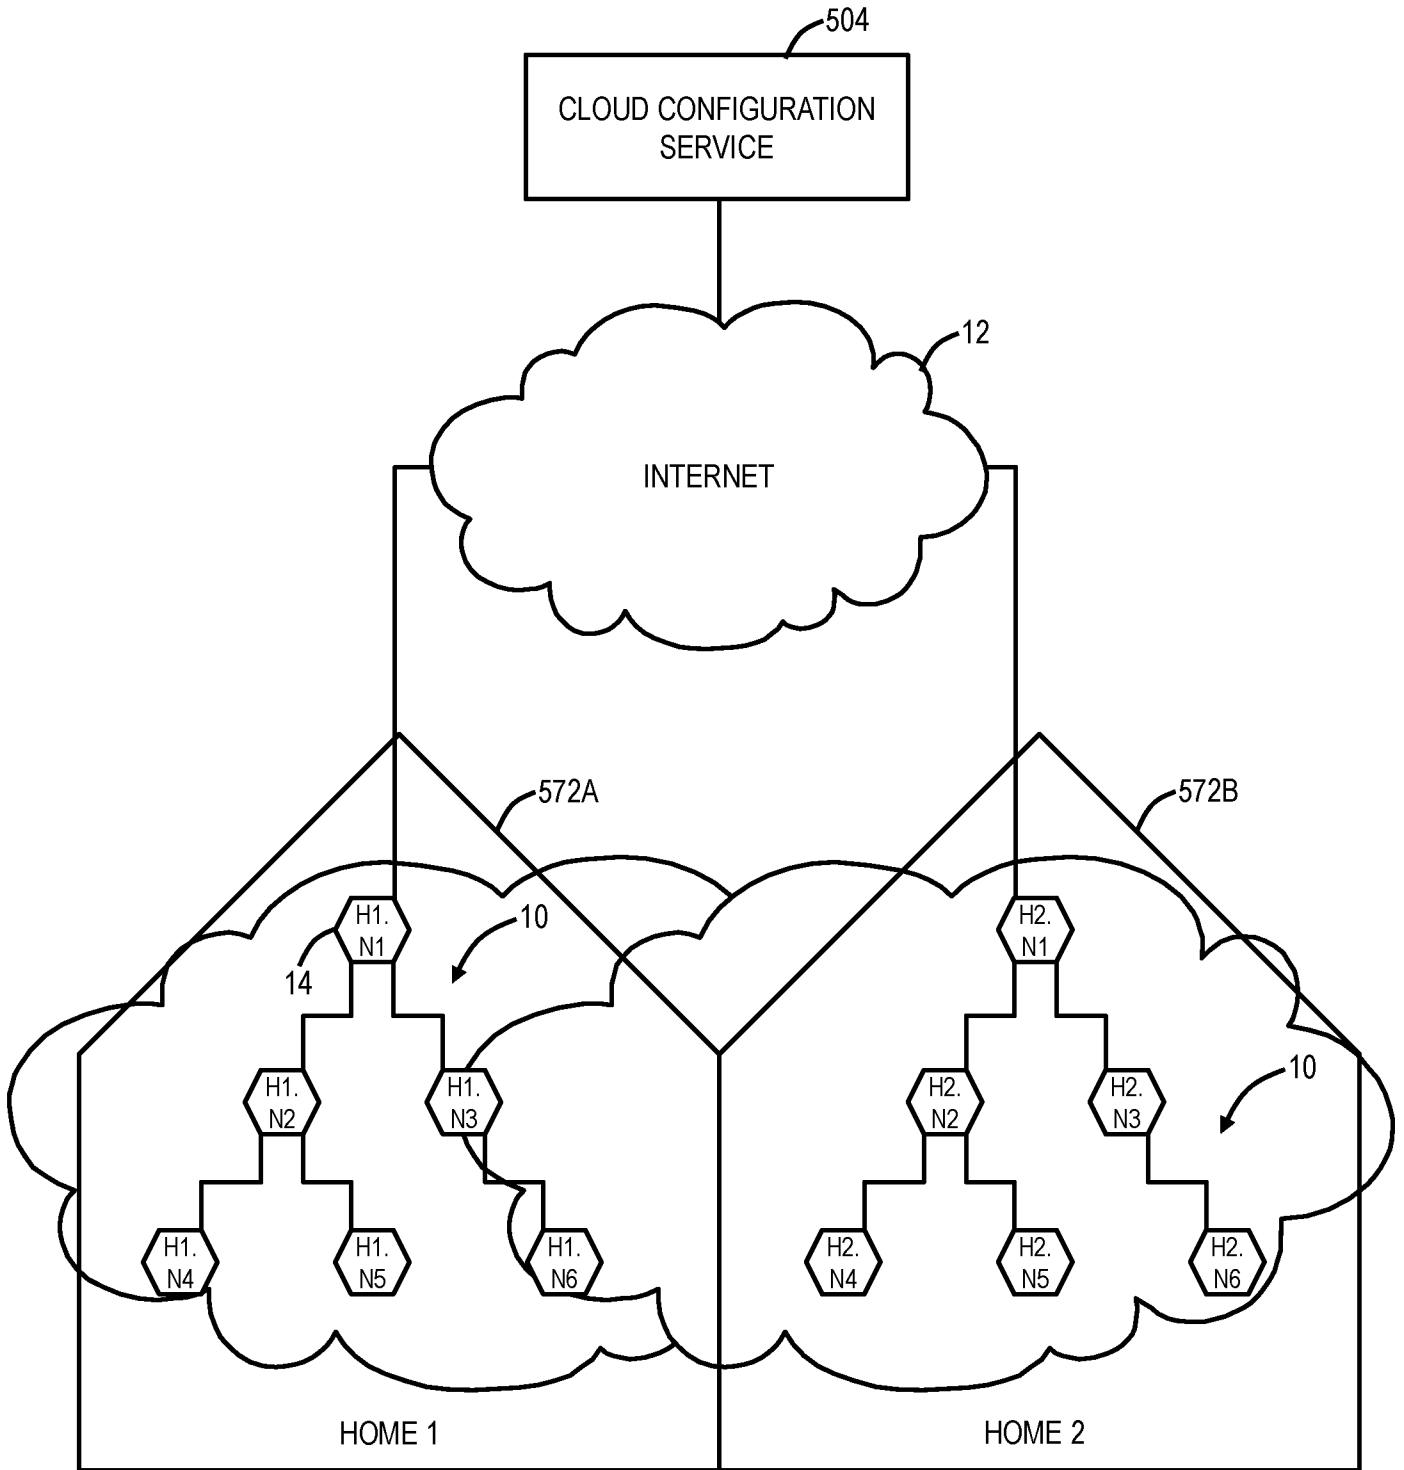 504
CLOUD CONFIGURATION
SERVICE
12
INTERNET
572A
572B
H1.
N1
10
14
H2.
N1
H1.
N2
H1.
N3
H2.
N2
H2.
N3
10
H1.
N4
H1.
N5
H1.
N6
H2.
N4
H2.
N5
H2.
N6
HOME 1
HOME 2